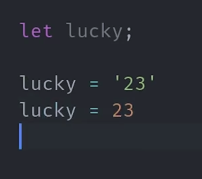 let lucky;
lucky = '23'
lucky = 23